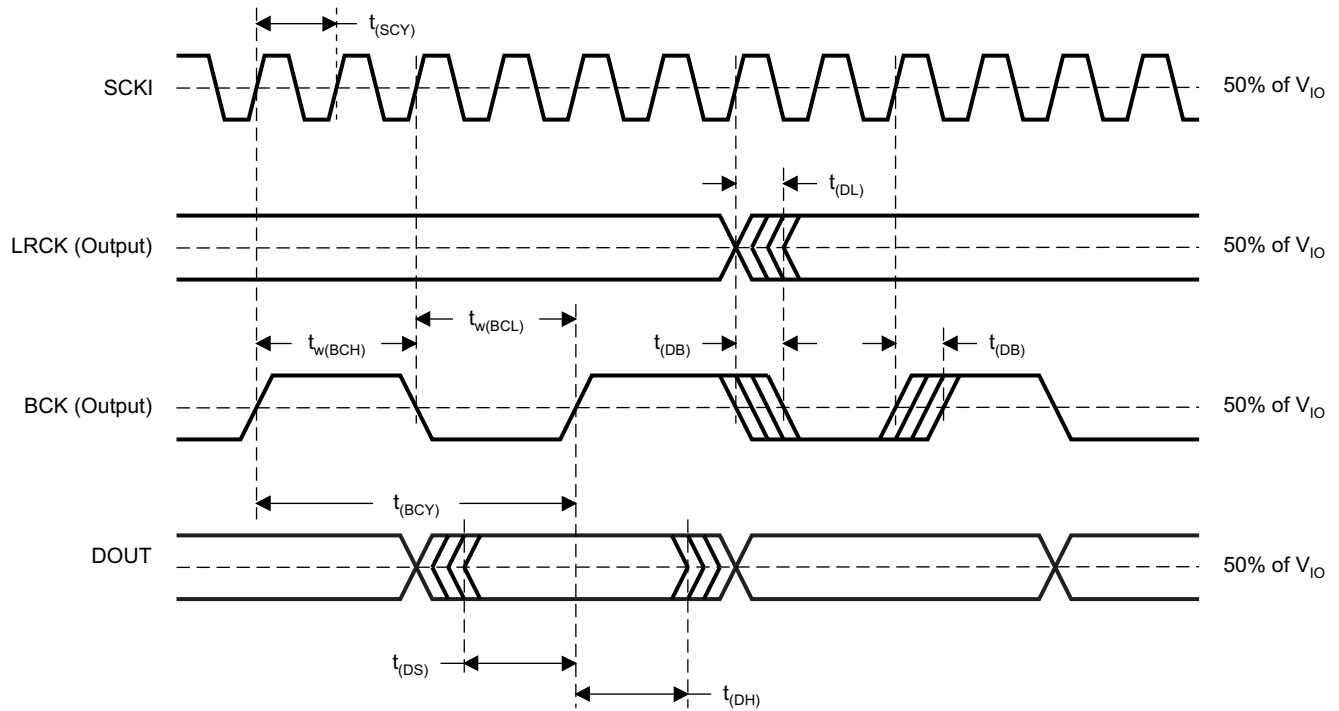 t(SCY)
SCKI
50% of VIO
t(DL)
LRCK (Output)
50% of VIO
tw(BCL)
tw(BCH)
t(DB)
t(DB)
BCK (Output)
50% of VIO
t(BCY)
DOUT
50% of VIO
t(DS)
t(DH)